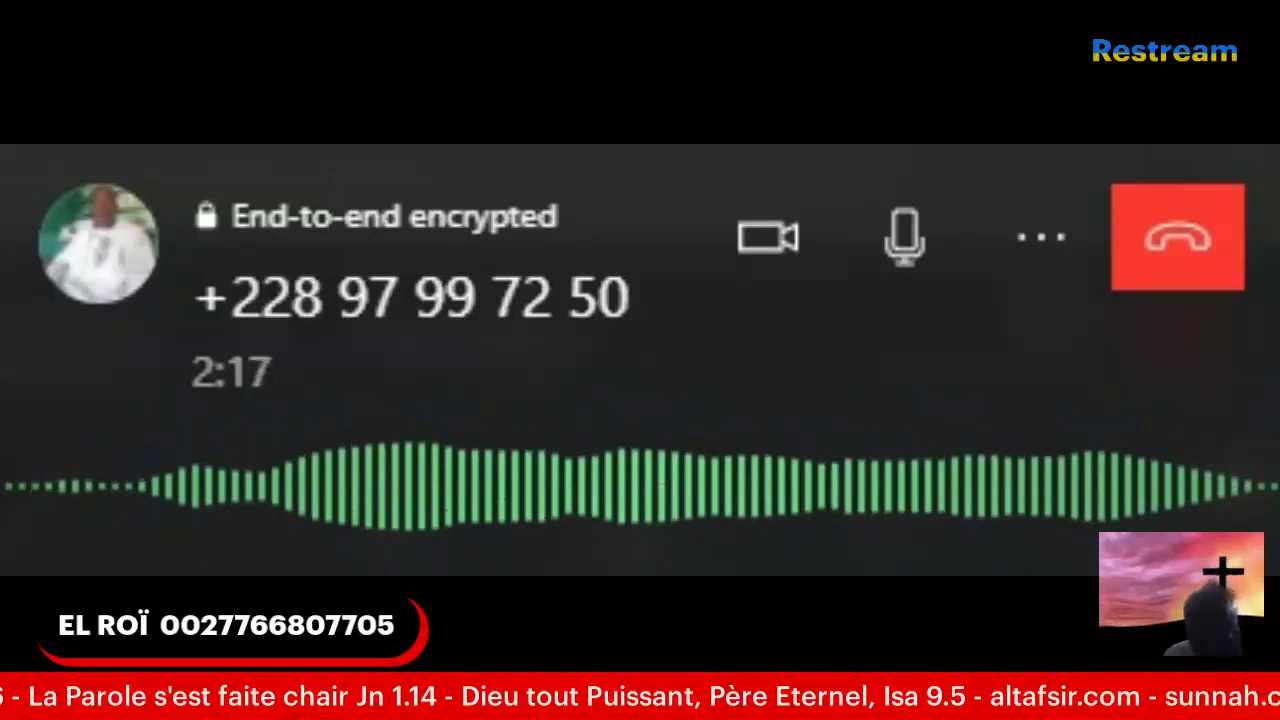 Restream
End-to-end encrypted
+228 97 99 72 50
2:17
EL ROÏ 0027766807705
- La Parole s'est faite chair Jn 1.14 - Dieu tout Puissant, Père Eternel, Isa 9.5 - altafsir.com - sunnah.c